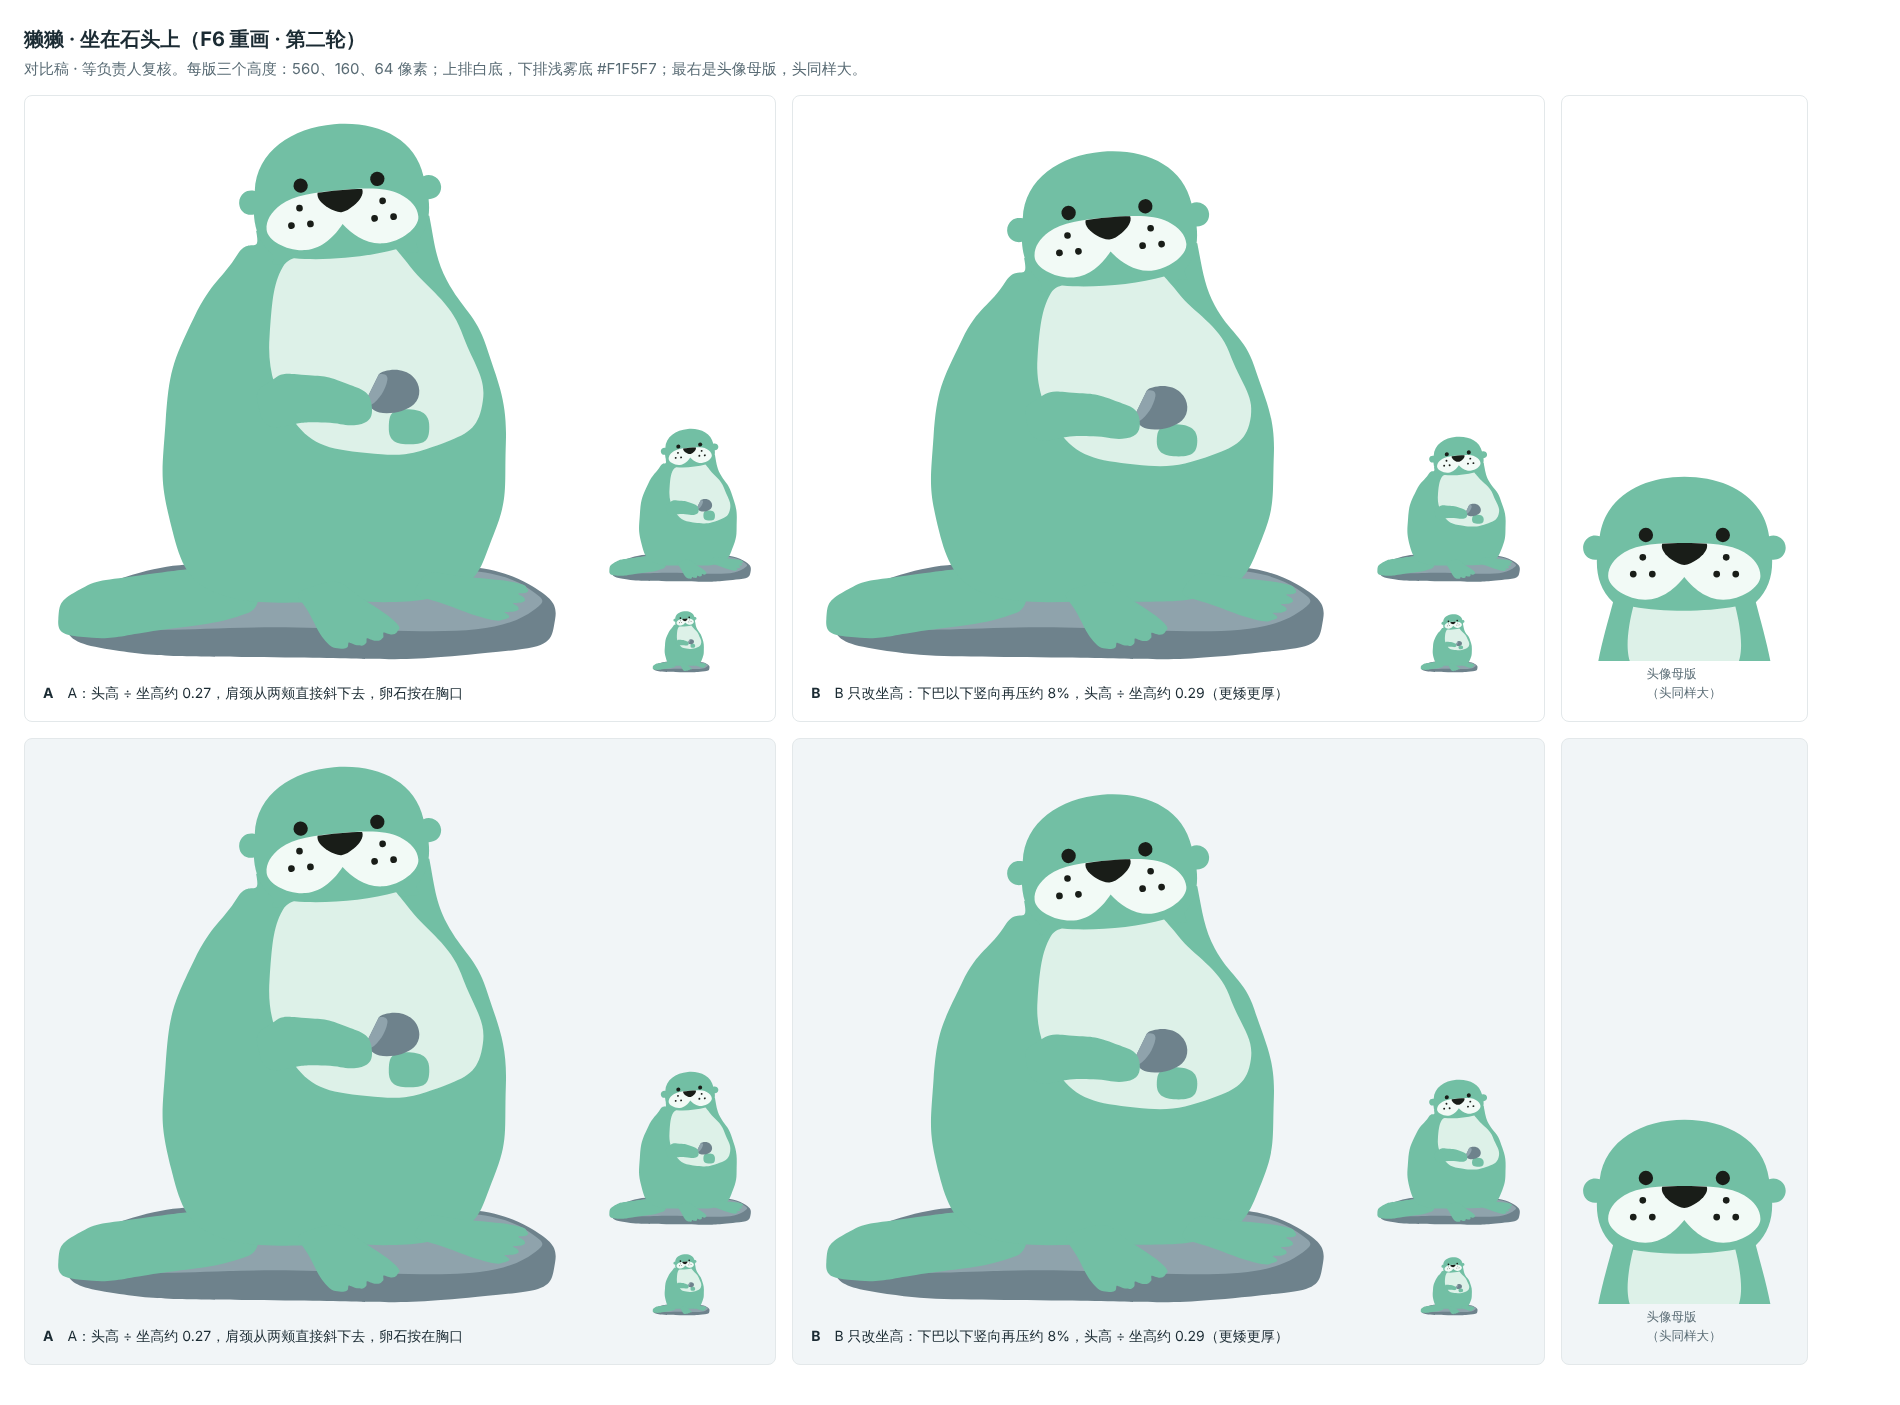 獭獭 · 坐在石头上（F6 重画 · 第二轮）
对比稿 · 等负责人复核。每版三个高度：560、160、64 像素；上排白底，下排浅雾底 #F1F5F7；最右是头像母版，头同样大。
A A：头高 ÷ 坐高约 0.27，肩颈从两颊直接斜下去，卵石按在胸口
B B 只改坐高：下巴以下竖向再压约 8%，头高 ÷ 坐高约 0.29（更矮更厚）
头像母版
（头同样大）
A A：头高 ÷ 坐高约 0.27，肩颈从两颊直接斜下去，卵石按在胸口
B B 只改坐高：下巴以下竖向再压约 8%，头高 ÷ 坐高约 0.29（更矮更厚）
头像母版
（头同样大）